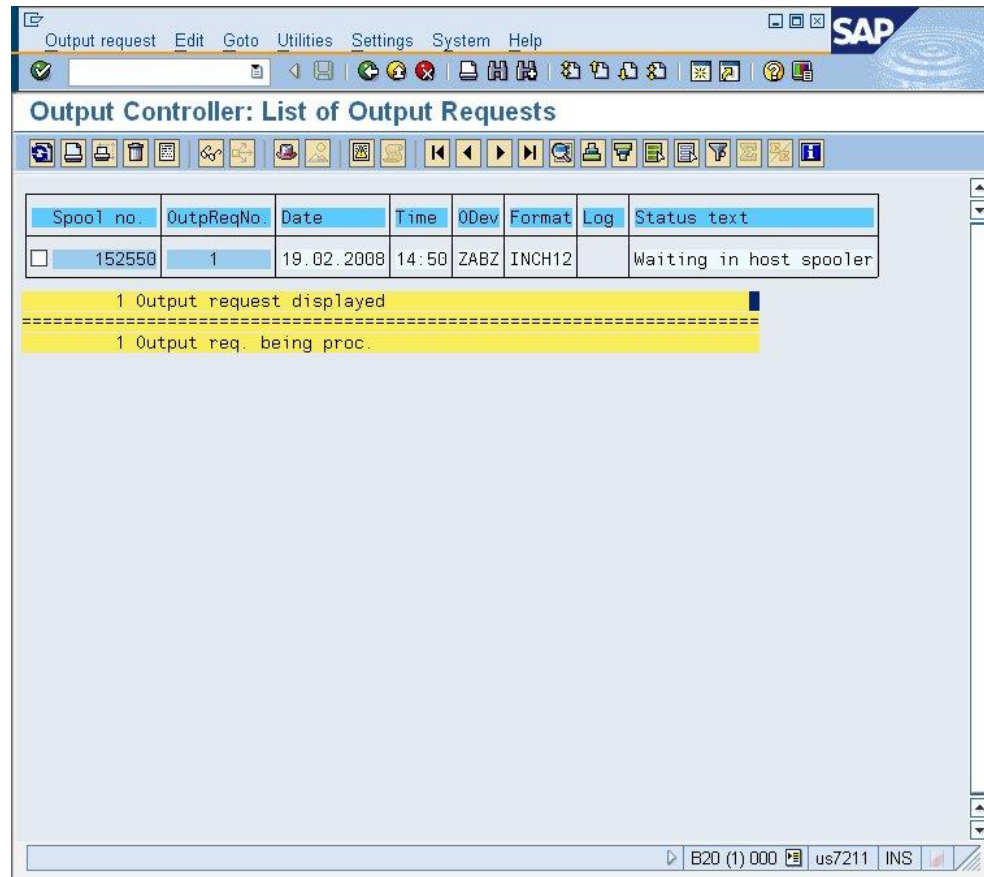 Output request Edit Goto Utilities Settings System Help
SAP
Output Controller: List of Output Requests
Spool no. OutpReqNo. Date Time ODev Format Log Status text
152550 1 19.02.2008 14:50 ZABZ INCH12 Waiting in host spooler
1 Output request displayed
=======================================================================
1 Output req. being proc.
B20 (1) 000 us7211 INS